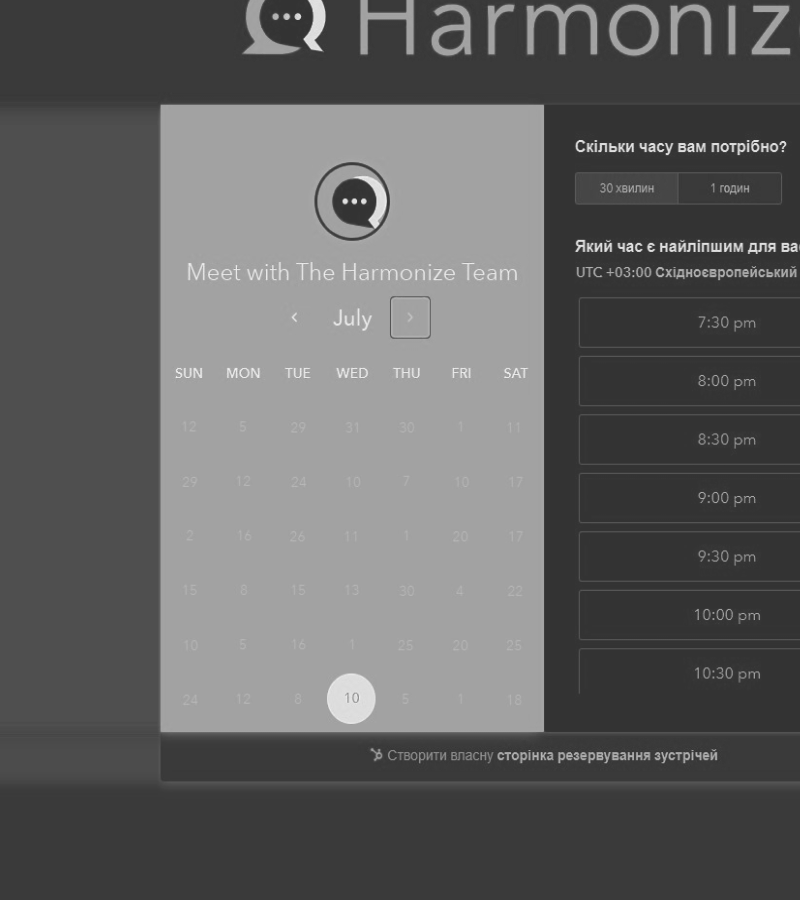 Harmonize
Meet with The Harmonize Team
July
SUN MON TUE WED THU FRI SAT
12 5 29 31 30 1 11
29 12 24 10 7 10 17
2 16 26 11 1 20 17
15 8 15 13 30 4 22
10 5 16 1 25 20 25
24 12 8 10 5 1 18
Скільки часу вам потрібно?
30 хвилин 1 годин
Який час є найліпшим для
UTC +03:00 Східноєвропейський
7:30 pm
8:00 pm
8:30 pm
9:00 pm
9:30 pm
10:00 pm
10:30 pm
Створити власну сторінка резервування зустрічей